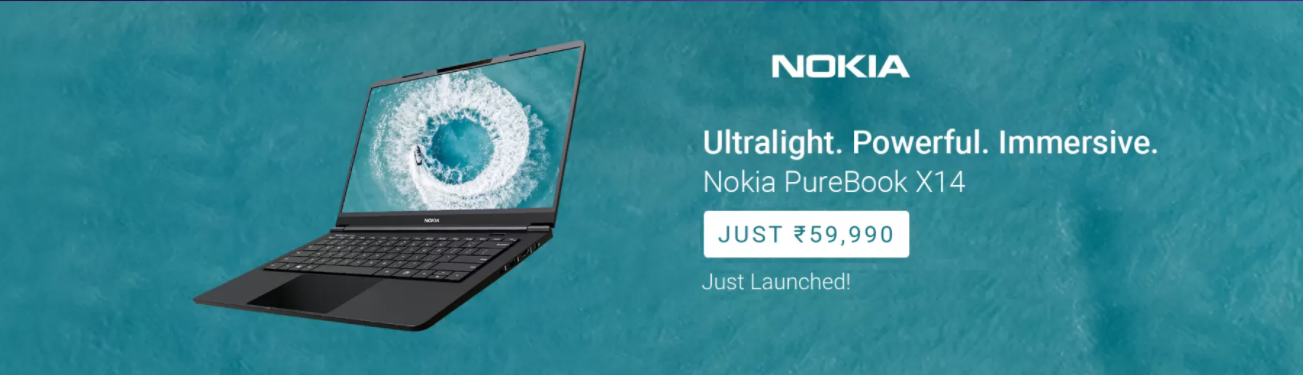 NOKIA
Ultralight. Powerful. Immersive.
Nokia PureBook X14
JUST ₹59,990
Just Launched!
NOKIA